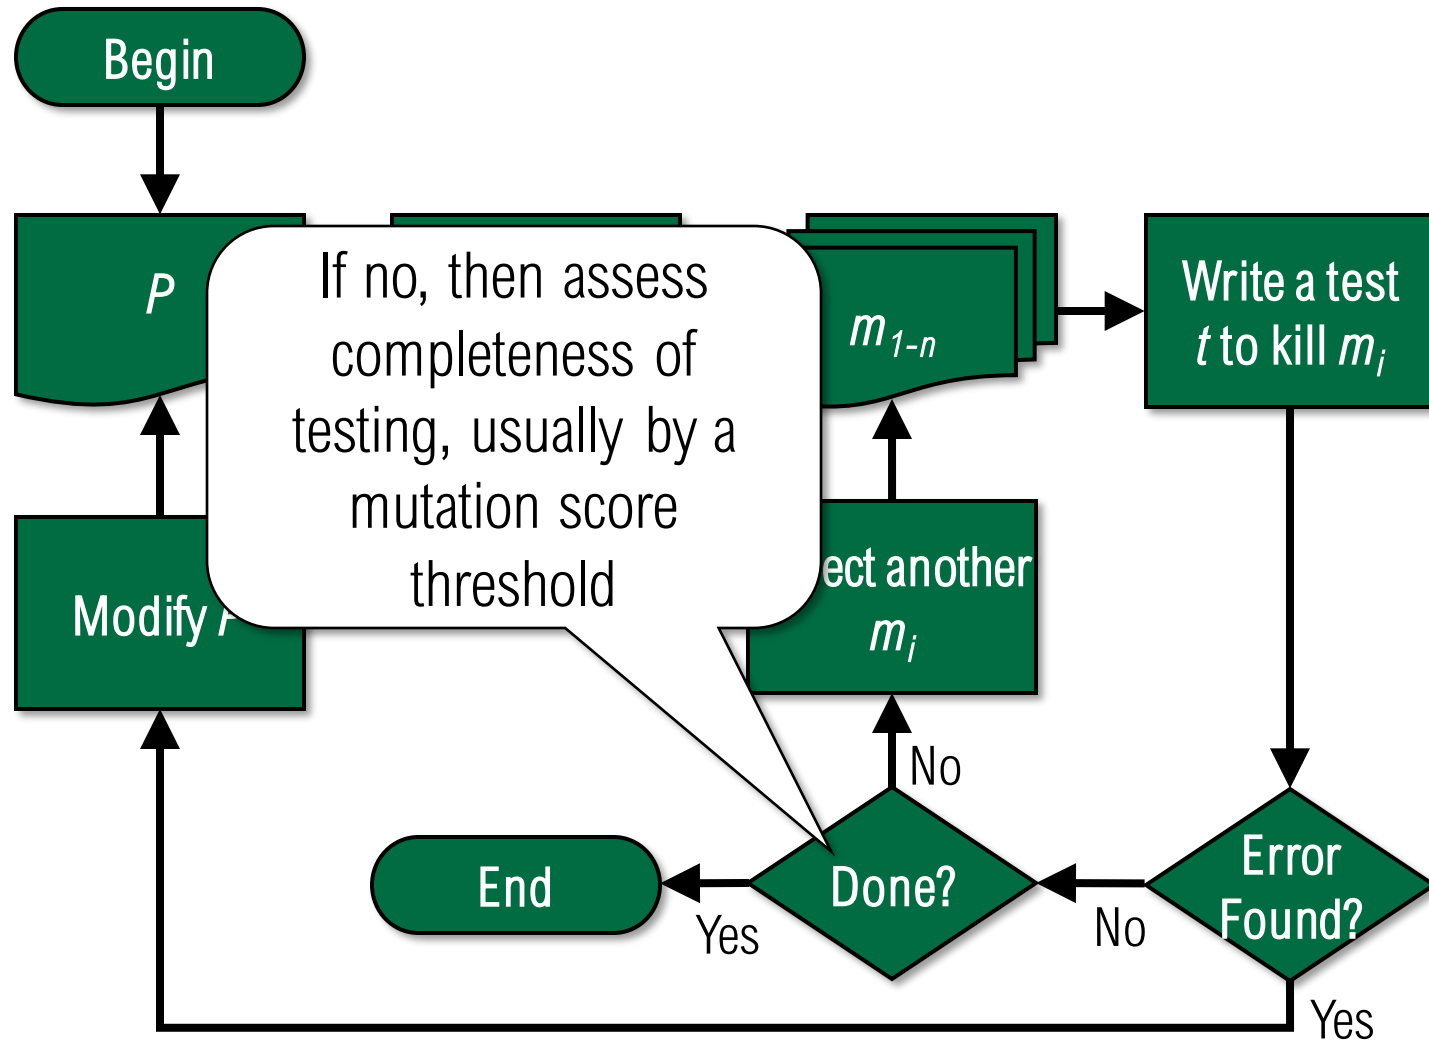 Begin
P
If no, then assess
completeness of
testing, usually by a
mutation score
threshold
m1-n
Write a test
t to kill mi
Modify
another
mi
No
End
Yes
Done?
No
Error
Found?
Yes